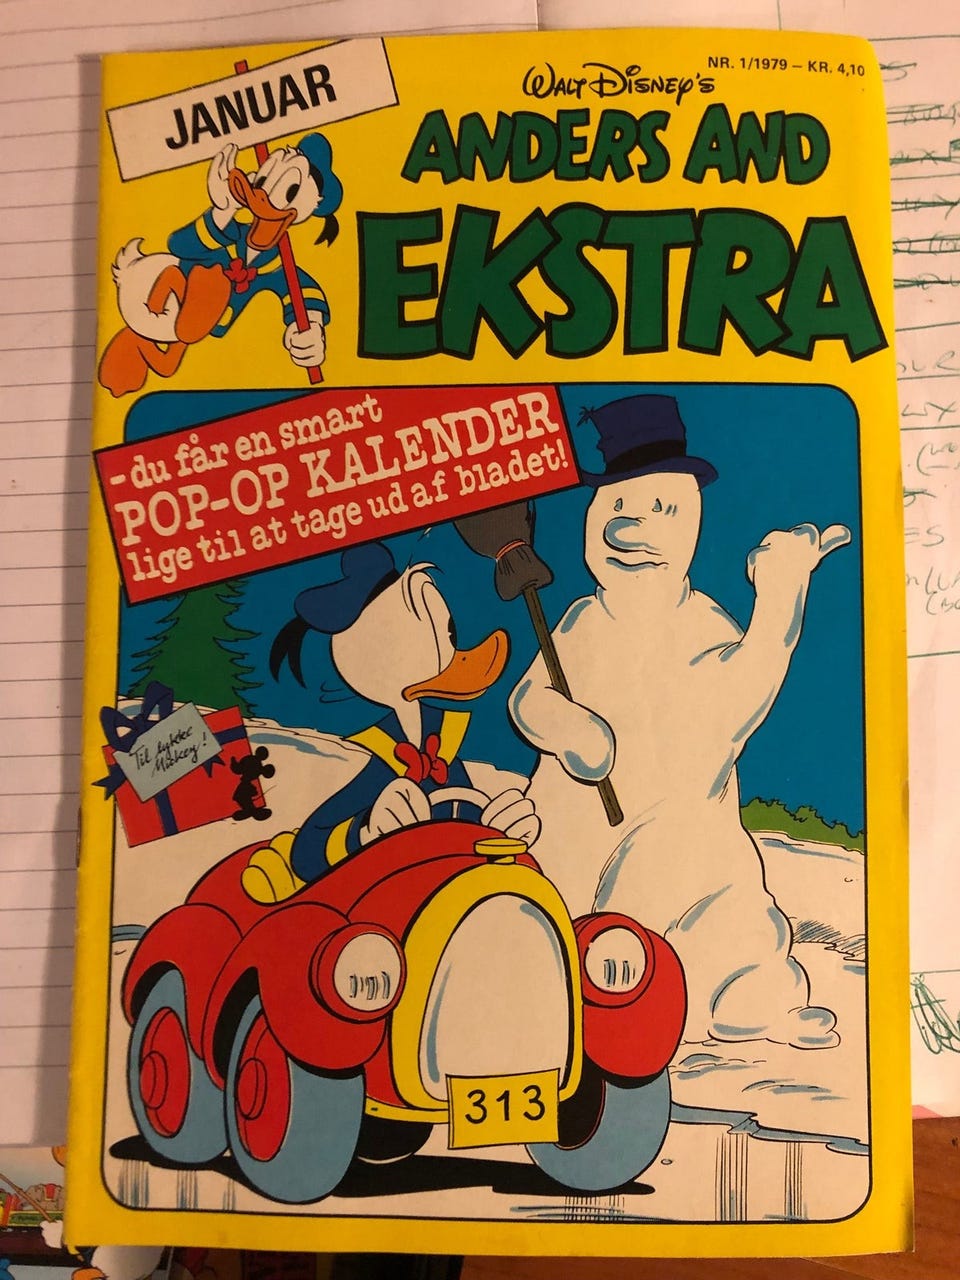 JANUAR
NR. 1/1979 – KR. 4,10
WALT DISNEY'S
ANDERS AND
EKSTRA
- du får en smart
POP-OP KALENDER
lige til at tage ud af bladet!
Til lykke
Mickey!
313